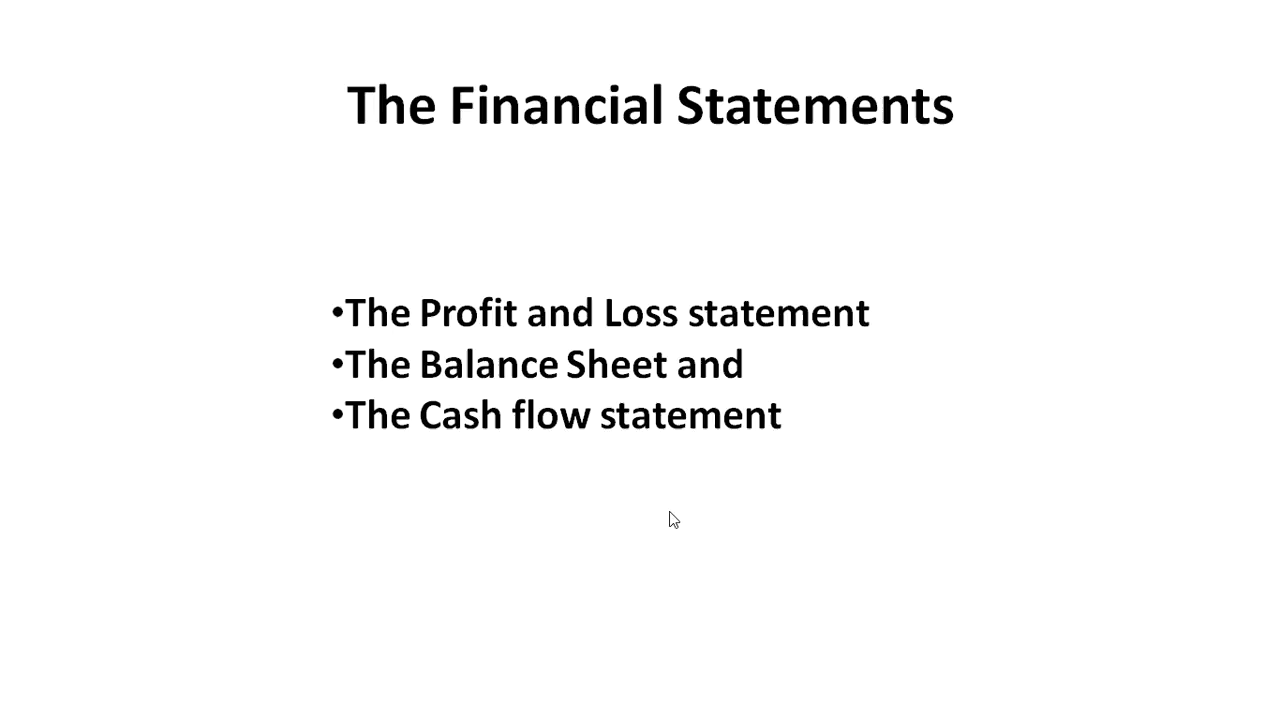 The Financial Statements
•The Profit and Loss statement
•The Balance Sheet and
•The Cash flow statement